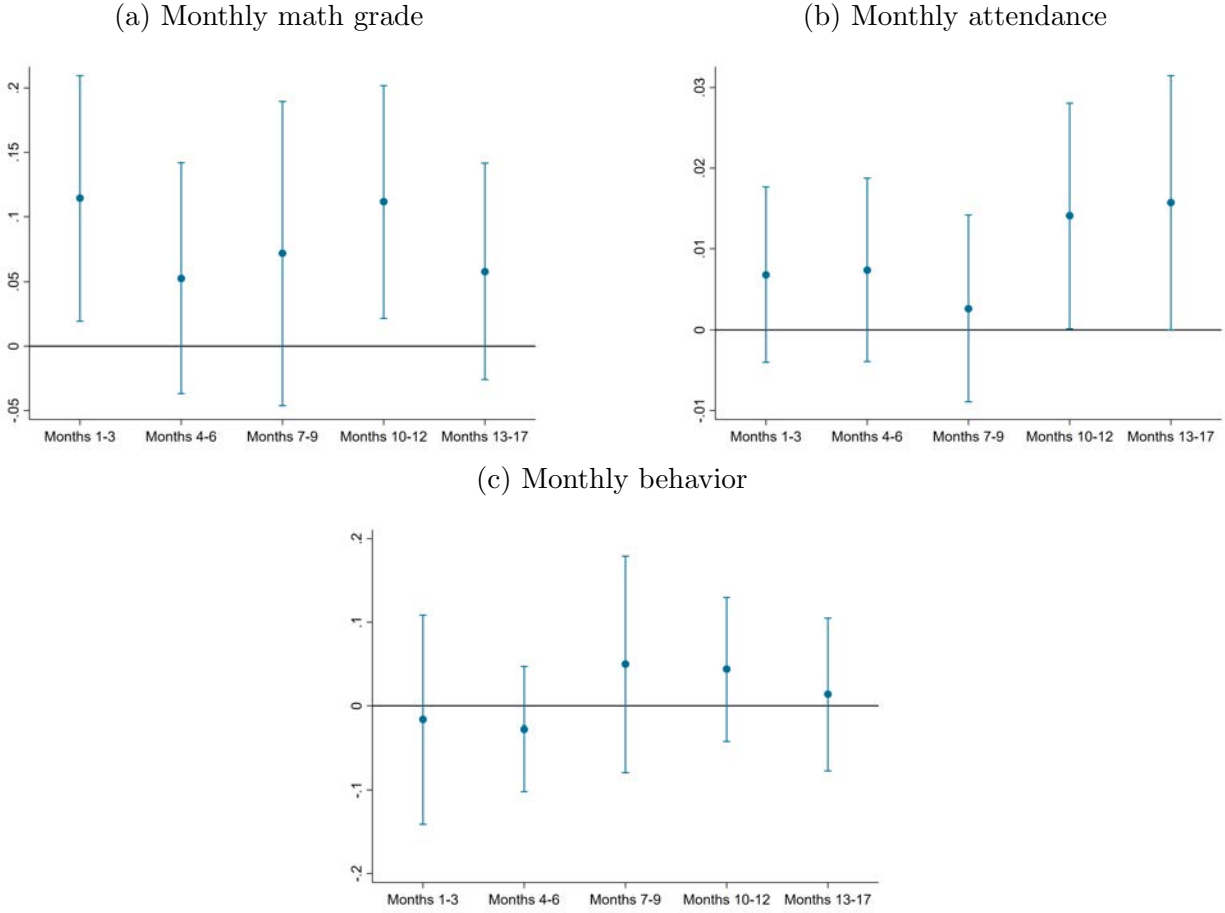 (a) Monthly math grade
.2
.15
.1
.05
0
-.05
Months 1-3 Months 4-6 Months 7-9 Months 10-12 Months 13-17
(b) Monthly attendance
.03
.02
.01
0
-.01
Months 1-3 Months 4-6 Months 7-9 Months 10-12 Months 13-17
(c) Monthly behavior
.2
.1
0
-.1
-.2
Months 1-3 Months 4-6 Months 7-9 Months 10-12 Months 13-17